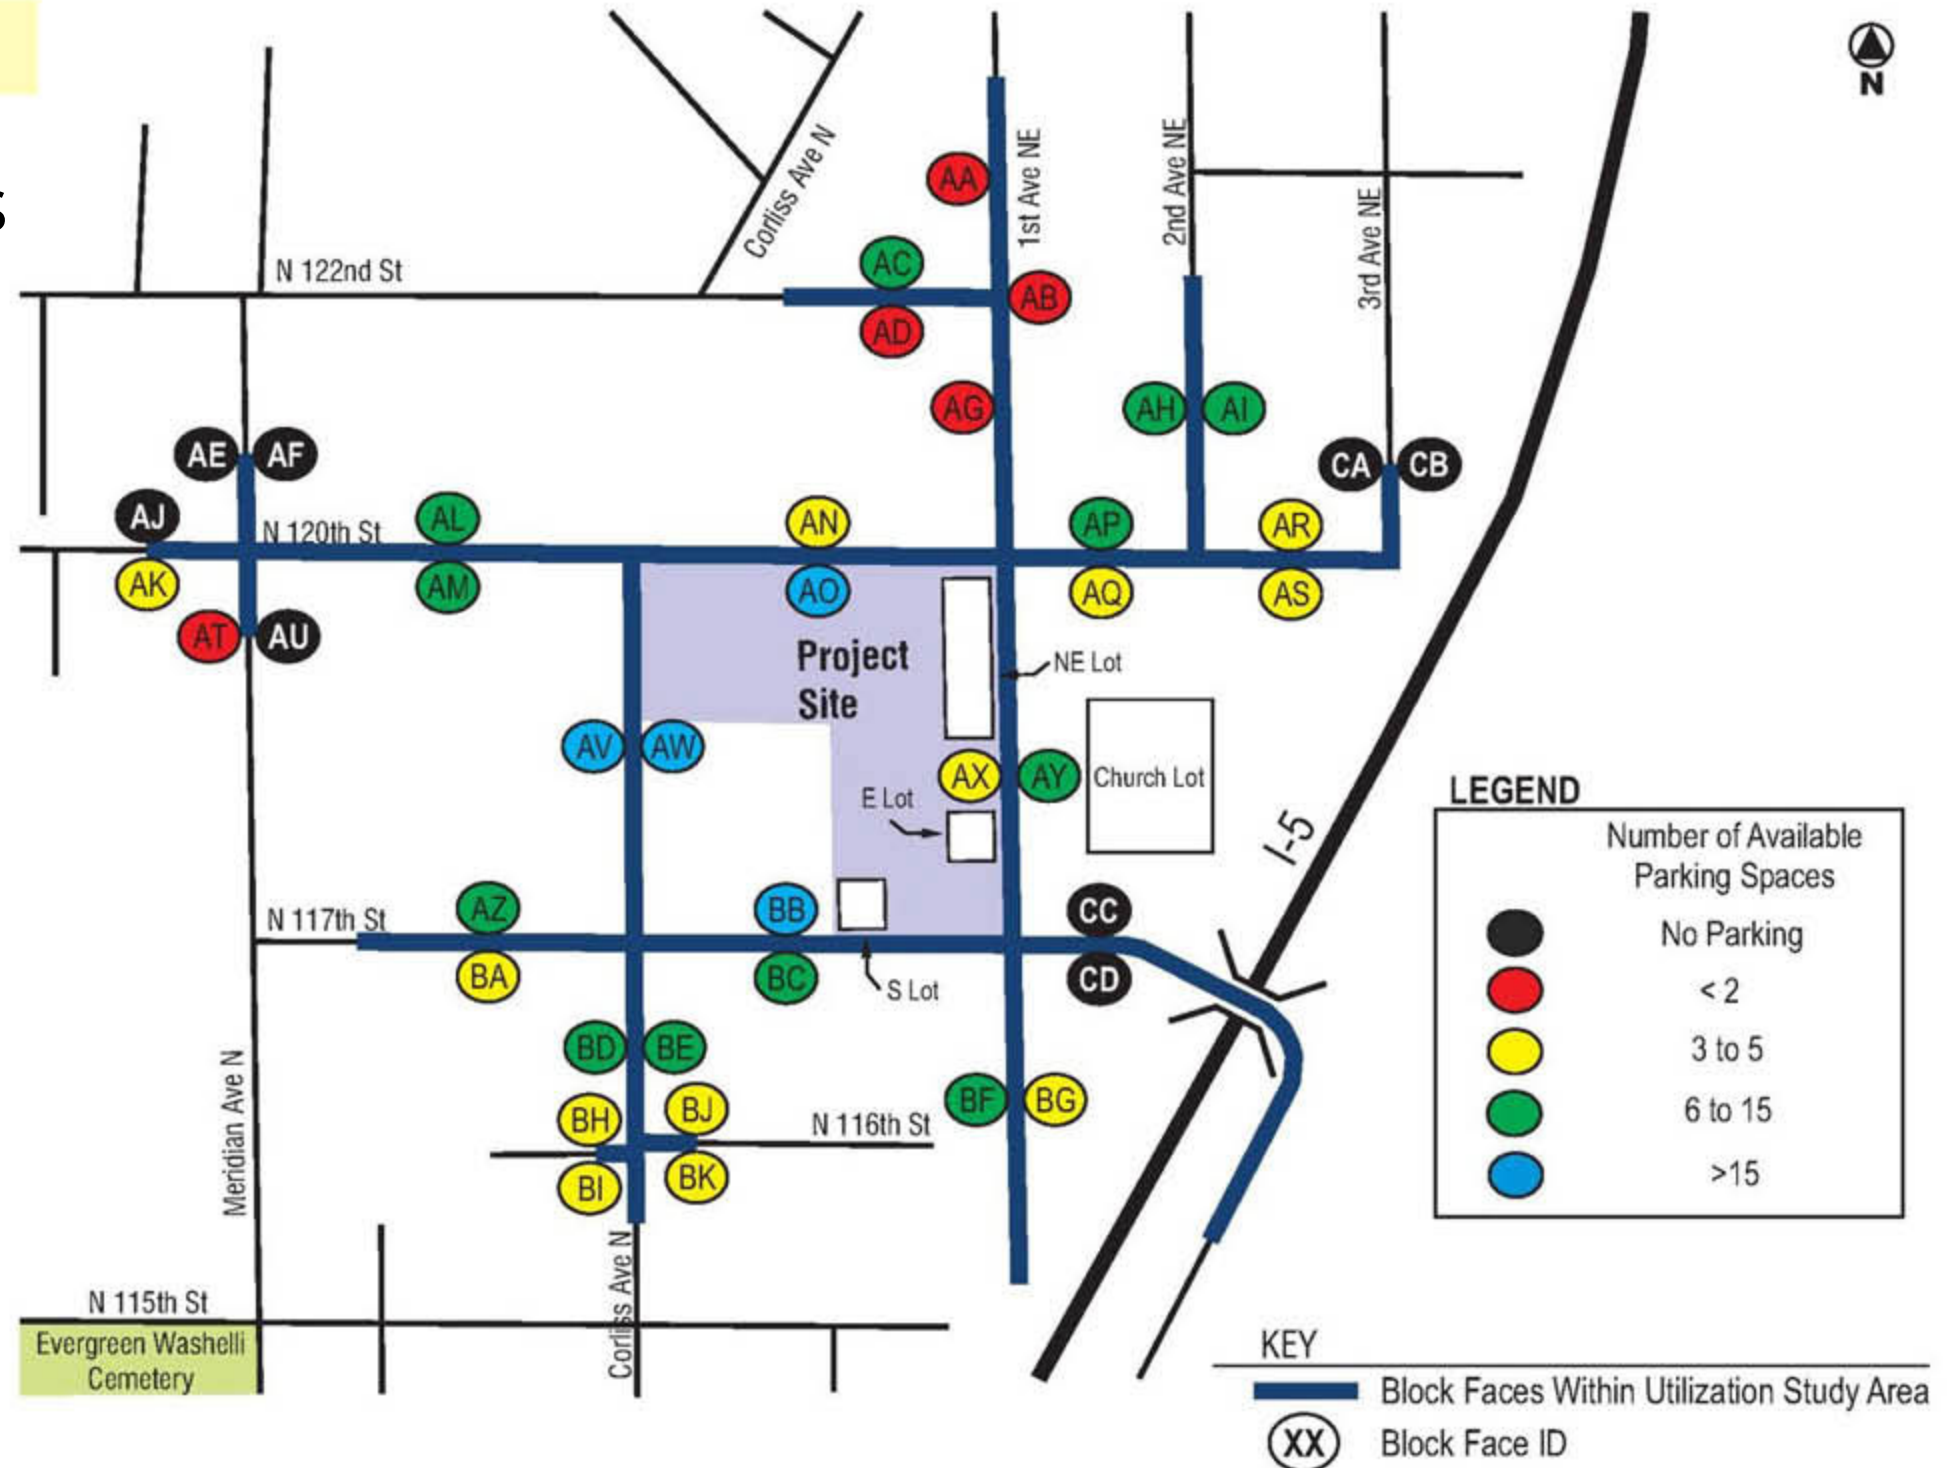 S
N
Corliss Ave N
1st Ave NE
2nd Ave NE
3rd Ave NE
AA
AC
N 122nd St
AB
AD
AG
AH
AI
AE
AF
CA
CB
AJ
AL
AN
AP
AR
N 120th St
AK
AM
AO
AQ
AS
AT
AU
Project
Site
NE Lot
AV
AW
AX
AY
Church Lot
E Lot
I-5
AZ
BB
CC
N 117th St
BA
BC
CD
S Lot
BD
BE
BH
BJ
BF
BG
N 116th St
BI
BK
Meridian Ave N
Corliss Ave N
N 115th St
Evergreen Washelli
Cemetery
LEGEND
Number of Available
Parking Spaces
No Parking
< 2
3 to 5
6 to 15
>15
KEY
Block Faces Within Utilization Study Area
XX Block Face ID